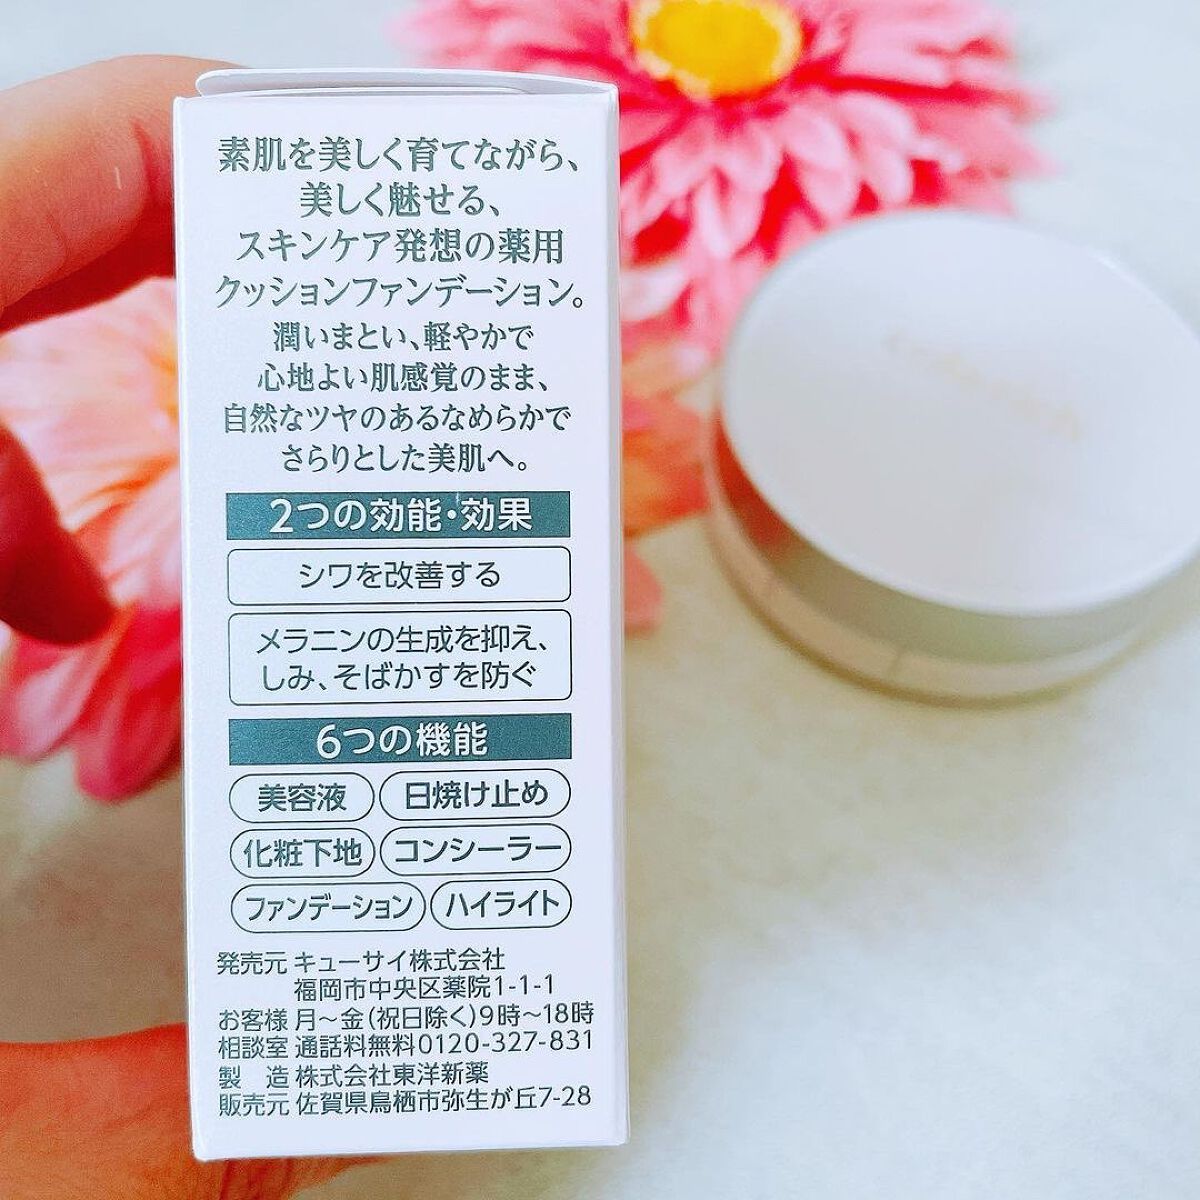 素肌を美しく育てながら、
美しく魅せる、
スキンケア発想の薬用
クッションファンデーション。
潤いまとい、軽やかで
心地よい肌感覚のまま、
自然なツヤのあるなめらかで
さらりとした美肌へ。
2つの効能・効果
シワを改善する
メラニンの生成を抑え、
しみ、そばかすを防ぐ
6つの機能
美容液 日焼け止め
化粧下地 コンシーラー
ファンデーション ハイライト
発売元 キューサイ株式会社
福岡市中央区薬院1-1-1
お客様 月～金(祝日除く)9時～18時
相談室 通話料無料0120-327-831
製　造 株式会社東洋新薬
販売元 佐賀県鳥栖市弥生が丘7-28